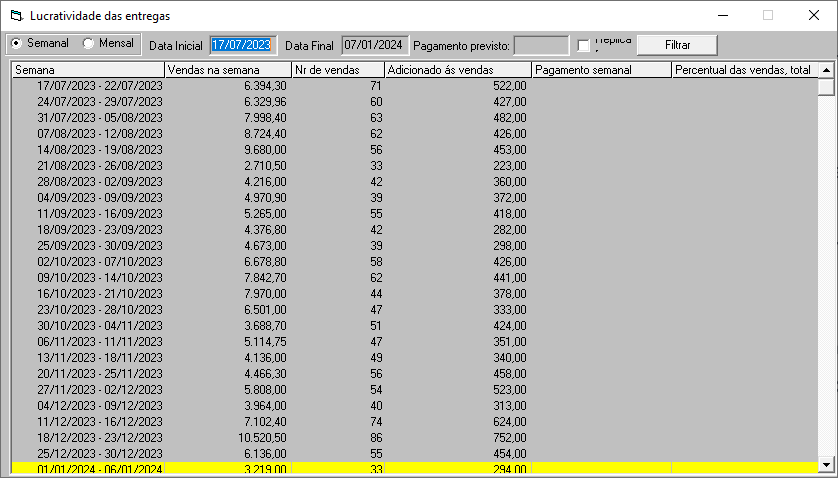 Lucratividade das entregas
Semanal Mensal Data Inicial 17/07/2023 Data Final 07/01/2024 Pagamento previsto: Replica Filtrar
Semana Vendas na semana Nr de vendas Adicionado ás vendas Pagamento semanal Percentual das vendas, total
17/07/2023 - 22/07/2023 6.394,30 71 522,00
24/07/2023 - 29/07/2023 6.329,96 60 427,00
31/07/2023 - 05/08/2023 7.998,40 63 482,00
07/08/2023 - 12/08/2023 8.724,40 62 426,00
14/08/2023 - 19/08/2023 9.680,00 56 453,00
21/08/2023 - 26/08/2023 2.710,50 33 223,00
28/08/2023 - 02/09/2023 4.216,00 42 360,00
04/09/2023 - 09/09/2023 4.970,90 39 372,00
11/09/2023 - 16/09/2023 5.265,00 55 418,00
18/09/2023 - 23/09/2023 4.376,80 42 282,00
25/09/2023 - 30/09/2023 4.673,00 39 298,00
02/10/2023 - 07/10/2023 6.678,80 58 426,00
09/10/2023 - 14/10/2023 7.842,70 62 441,00
16/10/2023 - 21/10/2023 7.970,00 44 378,00
23/10/2023 - 28/10/2023 6.501,00 47 333,00
30/10/2023 - 04/11/2023 3.688,70 51 424,00
06/11/2023 - 11/11/2023 5.114,75 47 351,00
13/11/2023 - 18/11/2023 4.136,00 49 340,00
20/11/2023 - 25/11/2023 4.466,30 56 458,00
27/11/2023 - 02/12/2023 5.808,00 54 523,00
04/12/2023 - 09/12/2023 3.964,00 40 313,00
11/12/2023 - 16/12/2023 7.102,40 74 624,00
18/12/2023 - 23/12/2023 10.520,50 86 752,00
25/12/2023 - 30/12/2023 6.136,00 55 454,00
01/01/2024 - 06/01/2024 3.219,00 33 294,00